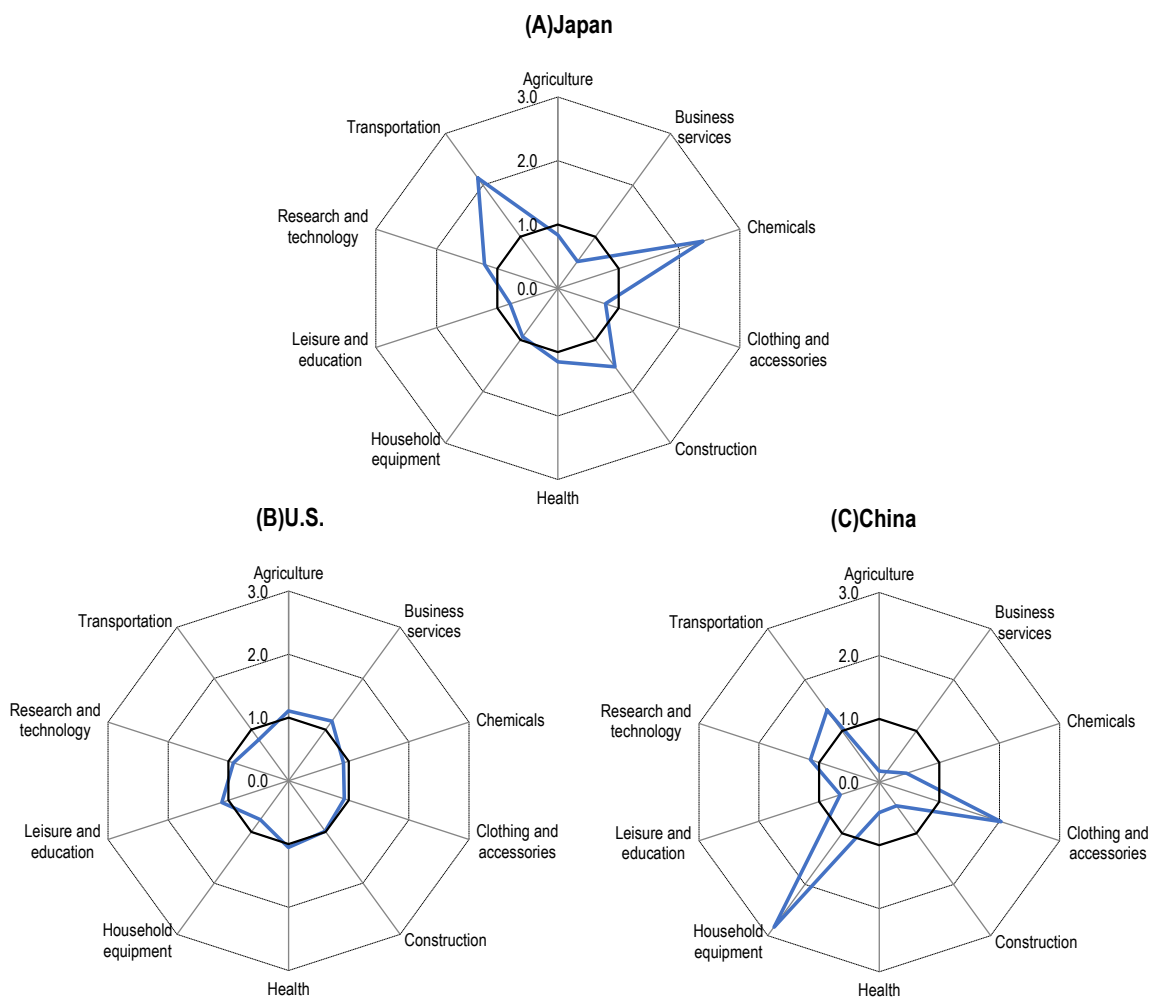 (A)Japan
Agriculture
3.0
Business
services
Transportation
2.0
Research and
technology
1.0
Chemicals
0.0
Leisure and
education
Clothing and
accessories
Household
equipment
Construction
Health
(B)U.S.
Agriculture
3.0
Business
services
Transportation
2.0
Research and
technology
1.0
Chemicals
0.0
Leisure and
education
Clothing and
accessories
Household
equipment
Construction
Health
(C)China
Agriculture
3.0
Business
services
Transportation
2.0
Research and
technology
1.0
Chemicals
0.0
Leisure and
education
Clothing and
accessories
Household
equipment
Construction
Health